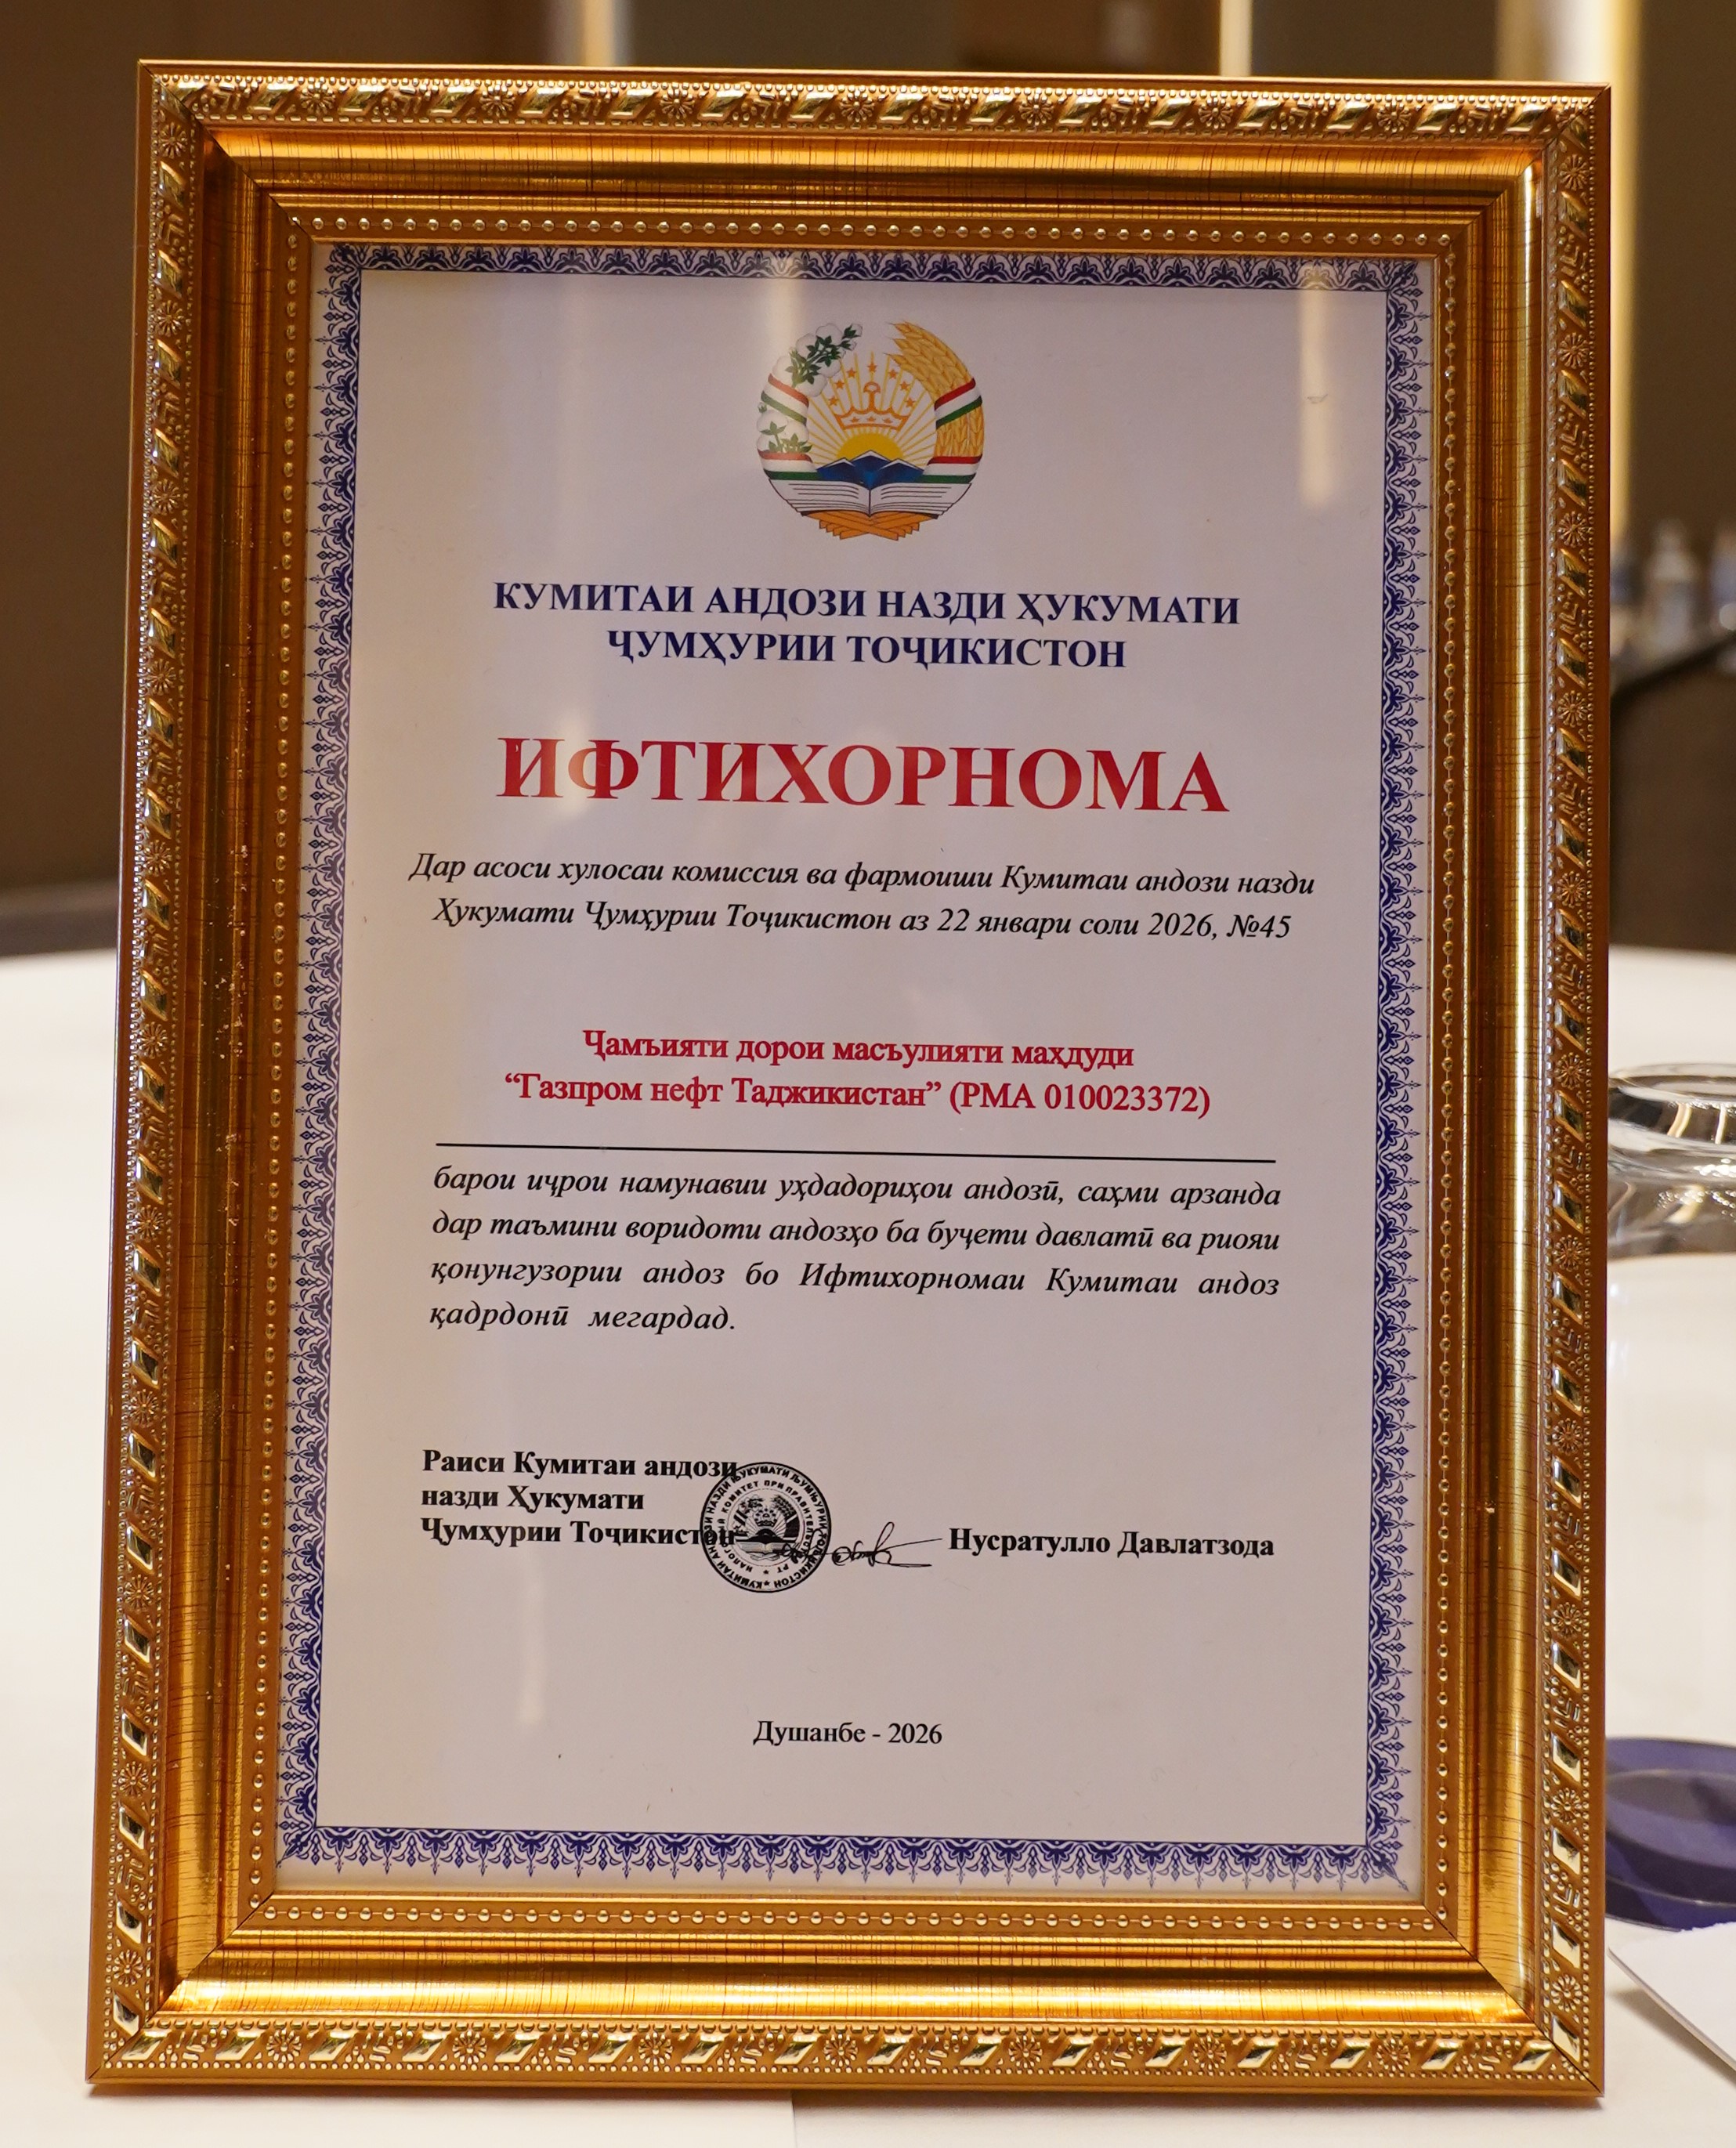 КУМИТАИ АНДОЗИ НАЗДИ ҲУКУМАТИ
ҶУМҲУРИИ ТОҶИКИСТОН
ИФТИХОРНОМА
Дар асоси хулосаи комиссия ва фармоиши Кумитаи андози назди
Ҳукумати Ҷумҳурии Тоҷикистон аз 22 январи соли 2026, №45
Ҷамъияти дорои масъулияти маҳдуди
“Газпром нефт Таджикистан” (РМА 010023372)
барои иҷрои намунавии уҳдадориҳои андозӣ, саҳми арзанда
дар таъмини воридоти андозҳо ба буҷети давлатӣ ва риояи
қонунгузории андоз бо Ифтихорномаи Кумитаи андоз
қадрдонӣ мегардад.
Раиси Кумитаи андози
назди Ҳукумати
Ҷумҳурии Тоҷикистон
Нусратулло Давлатзода
Душанбе - 2026